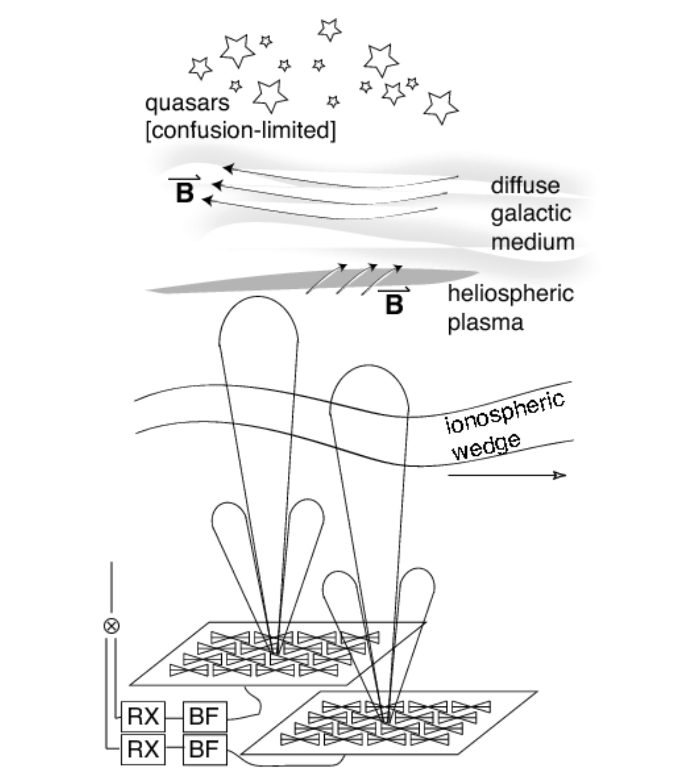 quasars
[confusion-limited]
B
diffuse
galactic
medium
B
heliospheric
plasma
ionospheric
wedge
RX
BF
RX
BF